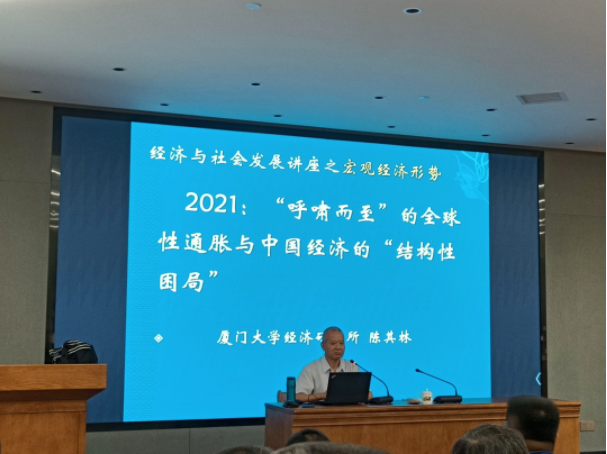 经济与社会发展讲座之宏观经济形势
2021：“呼啸而至”的全球
性通胀与中国经济的“结构性
困局”
厦门大学经济研 所 陈其林